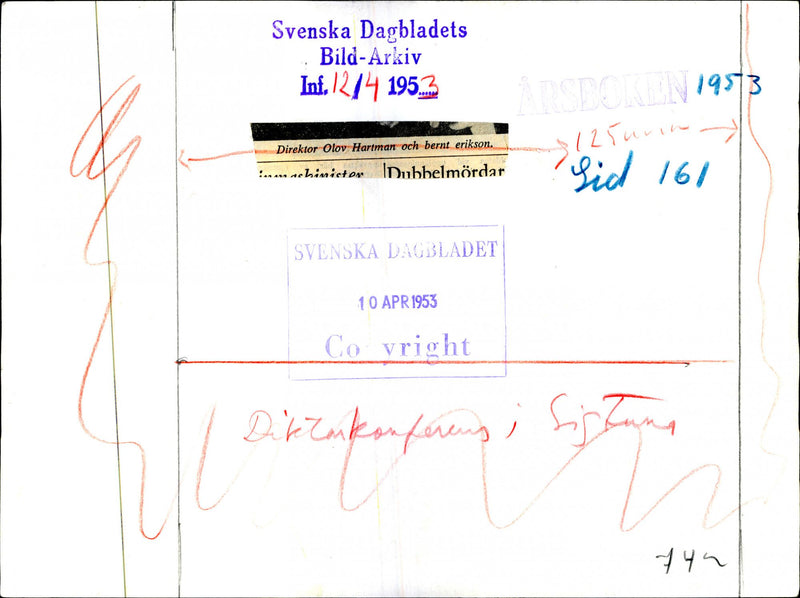 Svenska Dagbladets
Bild-Arkiv
Inf. 12/4 1953
ÅRSBOKEN 1953
125 mm
Sid 161
Direktor Olov Hartman och bernt erikson.
inmaskinister Dubbelmördar
SVENSKA DAGBLADET
10 APR 1953
Co yright
Diktarkonferens i Sigtuna